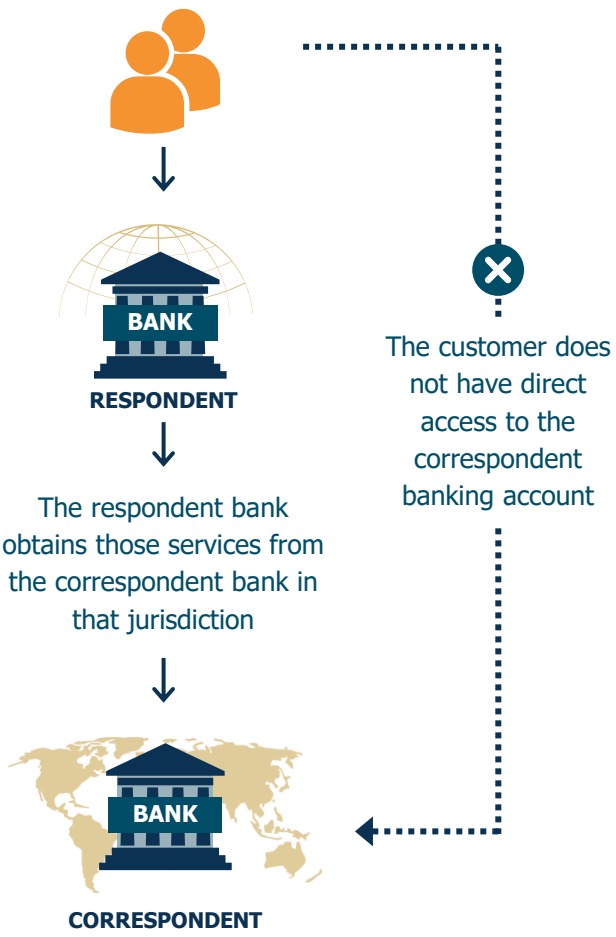 BANK
RESPONDENT
The customer does
not have direct
access to the
correspondent
banking account
The respondent bank
obtains those services from
the correspondent bank in
that jurisdiction
BANK
CORRESPONDENT